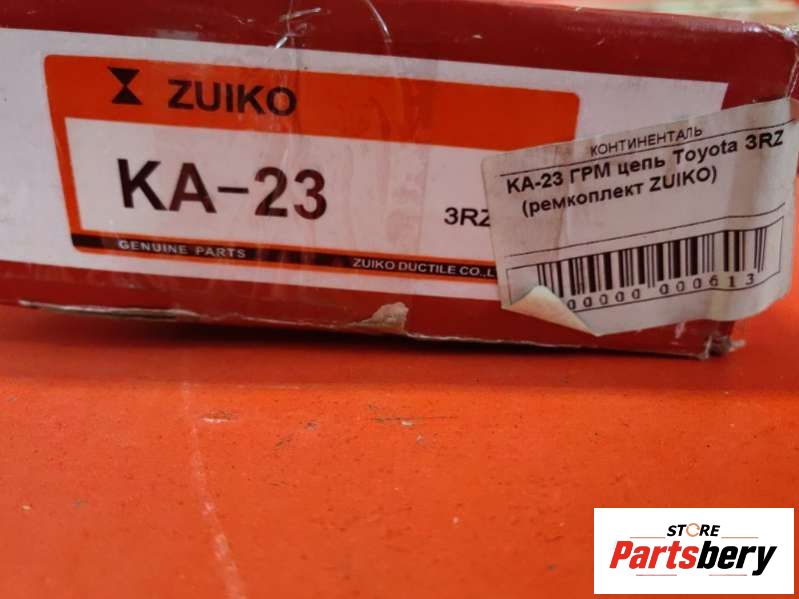 ZUIKO
KA-23
3RZ
GENUINE PARTS
ZUIKO DUCTILE CO.,L
КОНТИНЕНТАЛЬ
KA-23 ГРМ цепь Toyota 3RZ
(ремкоплект ZUIKO)
00000 000613
STORE
Partsbery